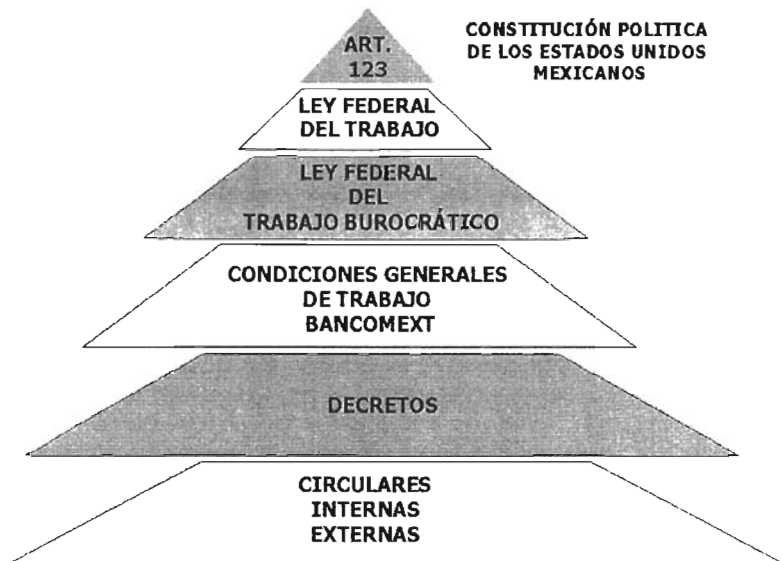 ART.
123
CONSTITUCIÓN POLITICA
DE LOS ESTADOS UNIDOS
MEXICANOS
LEY FEDERAL
DEL TRABAJO
LEY FEDERAL
DEL
TRABAJO BUROCRÁTICO
CONDICIONES GENERALES
DE TRABAJO
BANCOMEXT
DECRETOS
CIRCULARES
INTERNAS
EXTERNAS